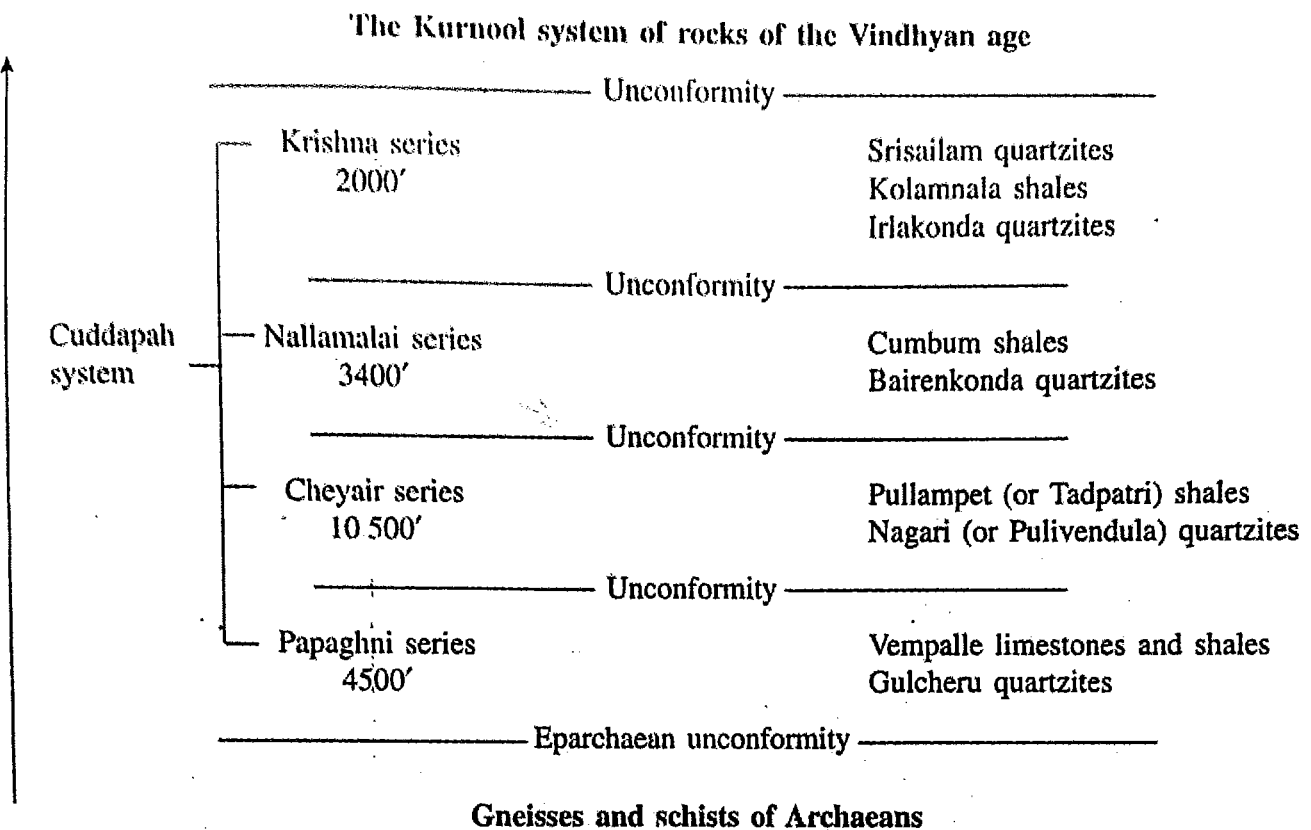 The Kurnool system of rocks of the Vindhyan age
Unconformity
Krishna series
2000′
Srisailam quartzites
Kolamnala shales
Irlakonda quartzites
Unconformity
Cuddapah
system
Nallamalai series
3400′
Cumbum shales
Bairenkonda quartzites
Unconformity
Cheyair series
10 500′
Pullampet (or Tadpatri) shales
Nagari (or Pulivendula) quartzites
Unconformity
Papaghni series
4500′
Vempalle limestones and shales
Gulcheru quartzites
Eparchaean unconformity
Gneisses and schists of Archaeans